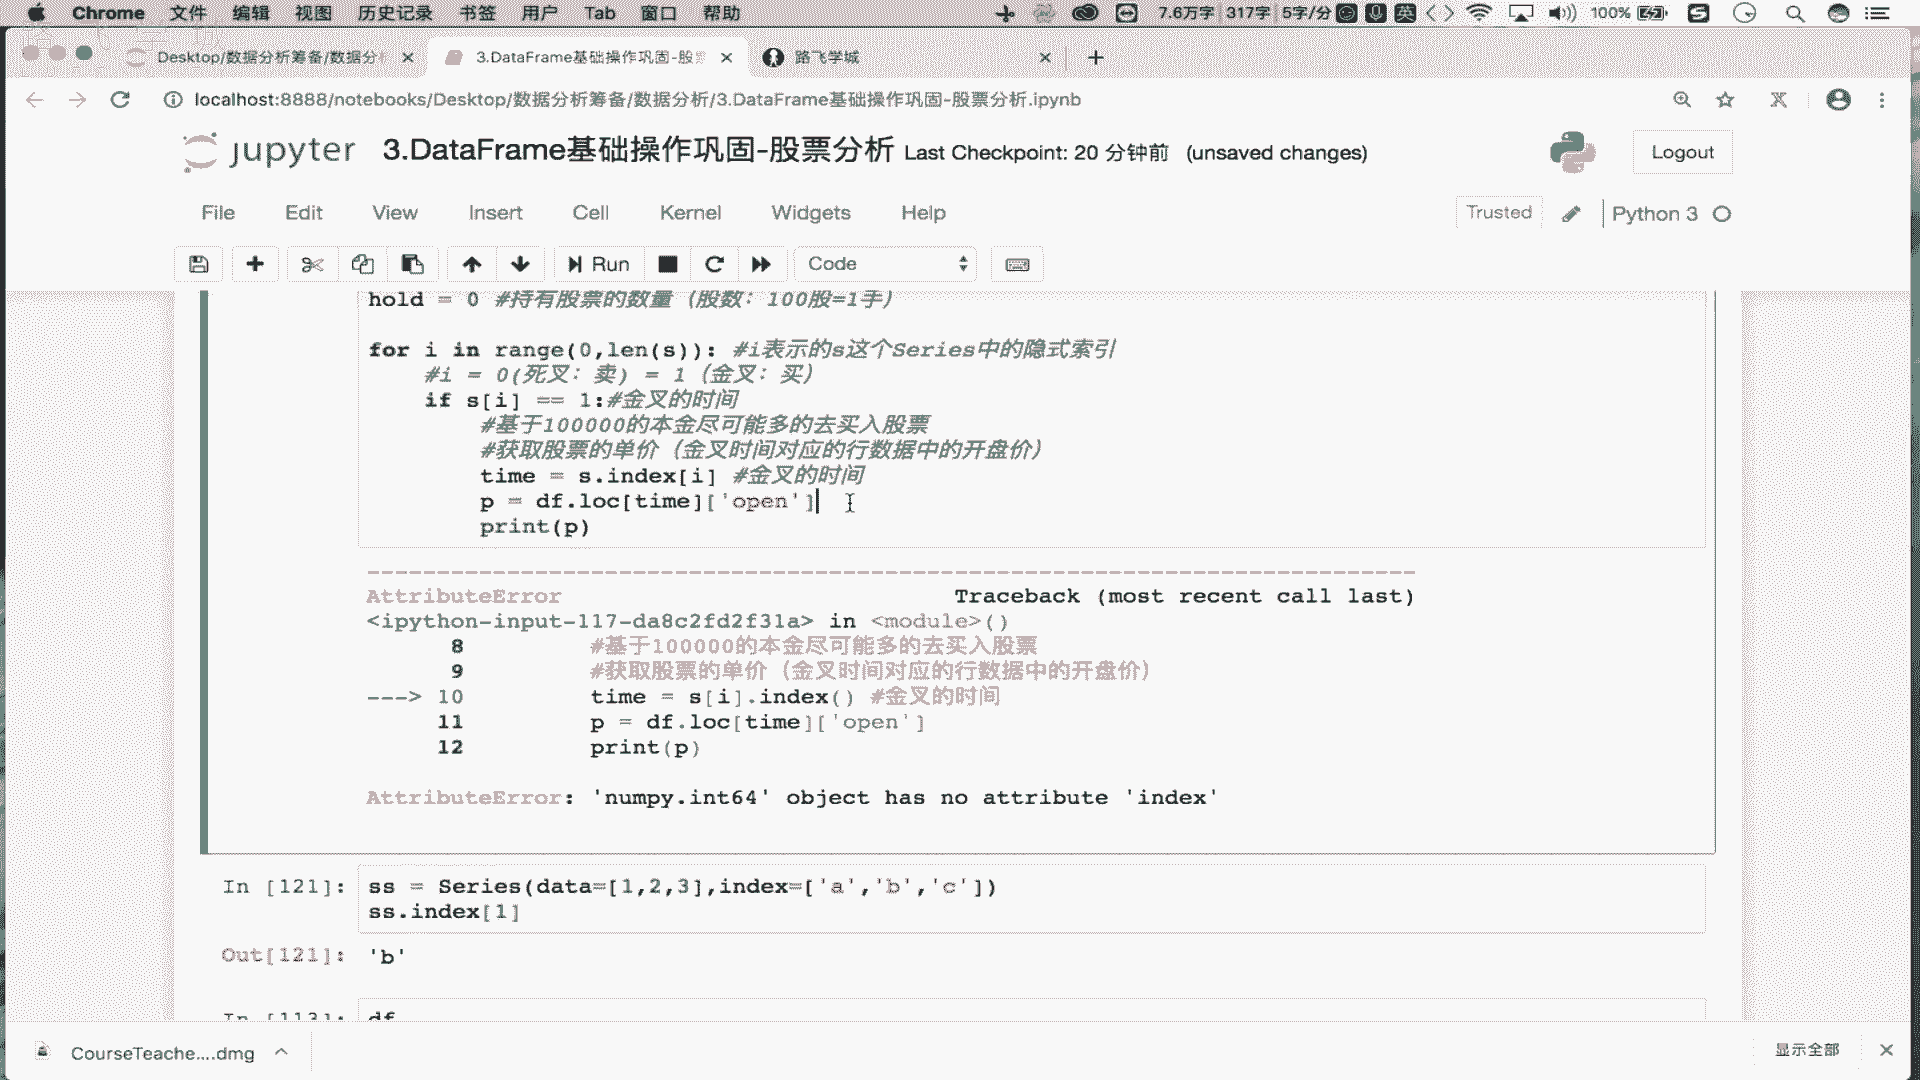 Chrome 文件 编辑 视图 历史记录 书签 用户 Tab 窗口 帮助 7.6万字 317字 5字/分 英 100%
Desktop/数据分析筹备/数据分 3.DataFrame基础操作巩固-股 路飞学城
localhost:8888/notebooks/Desktop/数据分析筹备/数据分析/3.DataFrame基础操作巩固-股票分析.ipynb
jupyter 3.DataFrame基础操作巩固-股票分析 Last Checkpoint: 20 分钟前 (unsaved changes) Logout
File Edit View Insert Cell Kernel Widgets Help Trusted Python 3
Run Code
hold = 0 #持有股票的数量（股数：100股=1手）
for i in range(0,len(s)): #i表示的s这个Series中的隐式索引
#i = 0(死叉：卖) = 1（金叉：买）
if s[i] == 1:#金叉的时间
#基于100000的本金尽可能多的去买入股票
#获取股票的单价（金叉时间对应的行数据中的开盘价）
time = s.index[i] #金叉的时间
p = df.loc[time]['open']
print(p)
---------------------------------------------------------------------------
AttributeError Traceback (most recent call last)
<ipython-input-117-da8c2fd2f31a> in <module>()
8 #基于100000的本金尽可能多的去买入股票
9 #获取股票的单价（金叉时间对应的行数据中的开盘价）
---> 10 time = s[i].index() #金叉的时间
11 p = df.loc[time]['open']
12 print(p)
AttributeError: 'numpy.int64' object has no attribute 'index'
In [121]: ss = Series(data=[1,2,3],index=['a','b','c'])
ss.index[1]
Out[121]: 'b'
In [113]: df
CourseTeache....dmg 显示全部